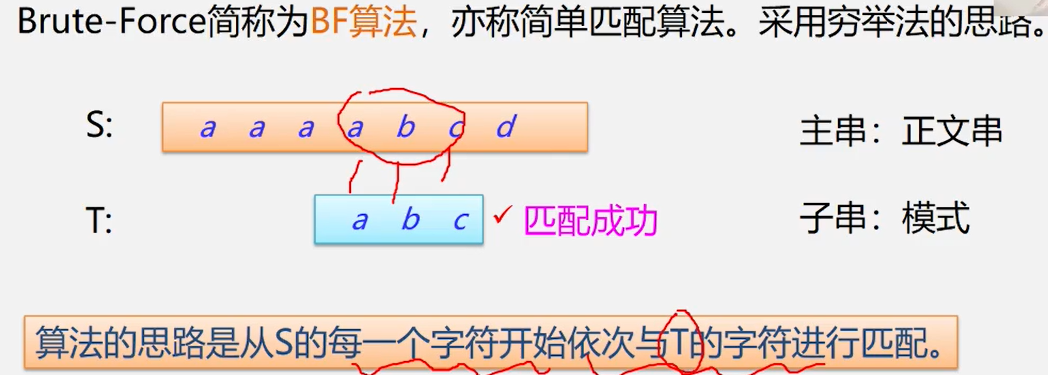 Brute-Force简称为BF算法，亦称简单匹配算法。采用穷举法的思路。
S: a a a a b c d 主串：正文串
T: a b c ✓ 匹配成功 子串：模式
算法的思路是从S的每一个字符开始依次与T的字符进行匹配。